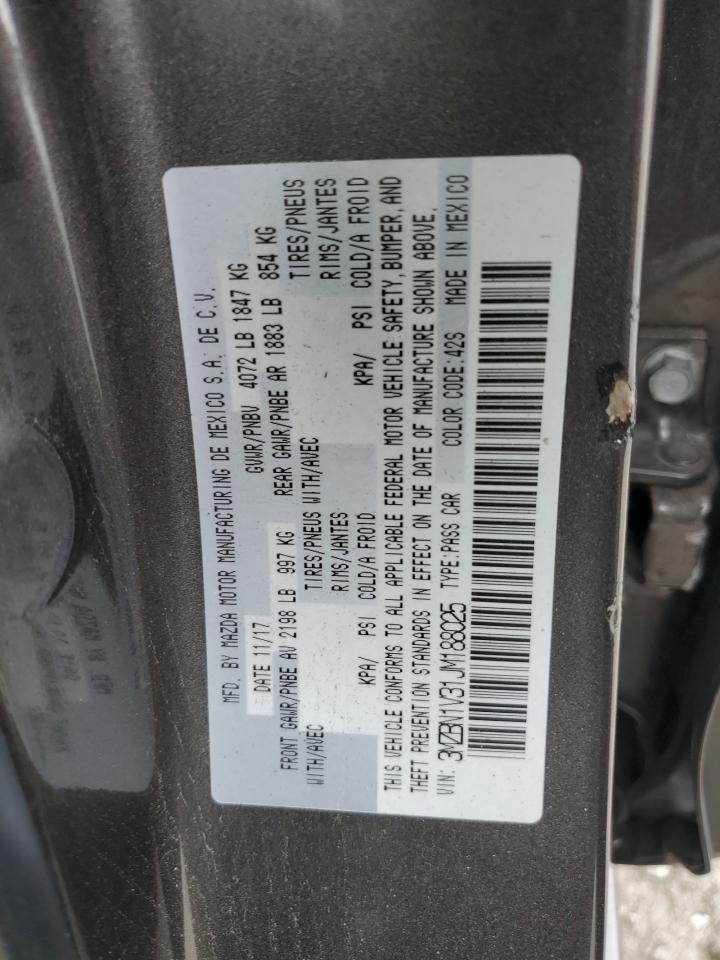 MFD. BY MAZDA MOTOR MANUFACTURING DE MEXICO S.A. DE C.V.
DATE 11/17 GVWR/PNBV 4072 LB 1847 KG
FRONT GAWR/PNBE AV 2198 LB 997 KG REAR GAWR/PNBE AR 1883 LB 854 KG
WITH/AVEC TIRES/PNEUS WITH/AVEC TIRES/PNEUS
RIMS/JANTES RIMS/JANTES
KPA/ PSI COLD/A FROID KPA/ PSI COLD/A FROID
THIS VEHICLE CONFORMS TO ALL APPLICABLE FEDERAL MOTOR VEHICLE SAFETY, BUMPER, AND
THEFT PREVENTION STANDARDS IN EFFECT ON THE DATE OF MANUFACTURE SHOWN ABOVE.
VIN: 3MZBN1V31JM188025 TYPE:PASS CAR COLOR CODE:42S MADE IN MEXICO